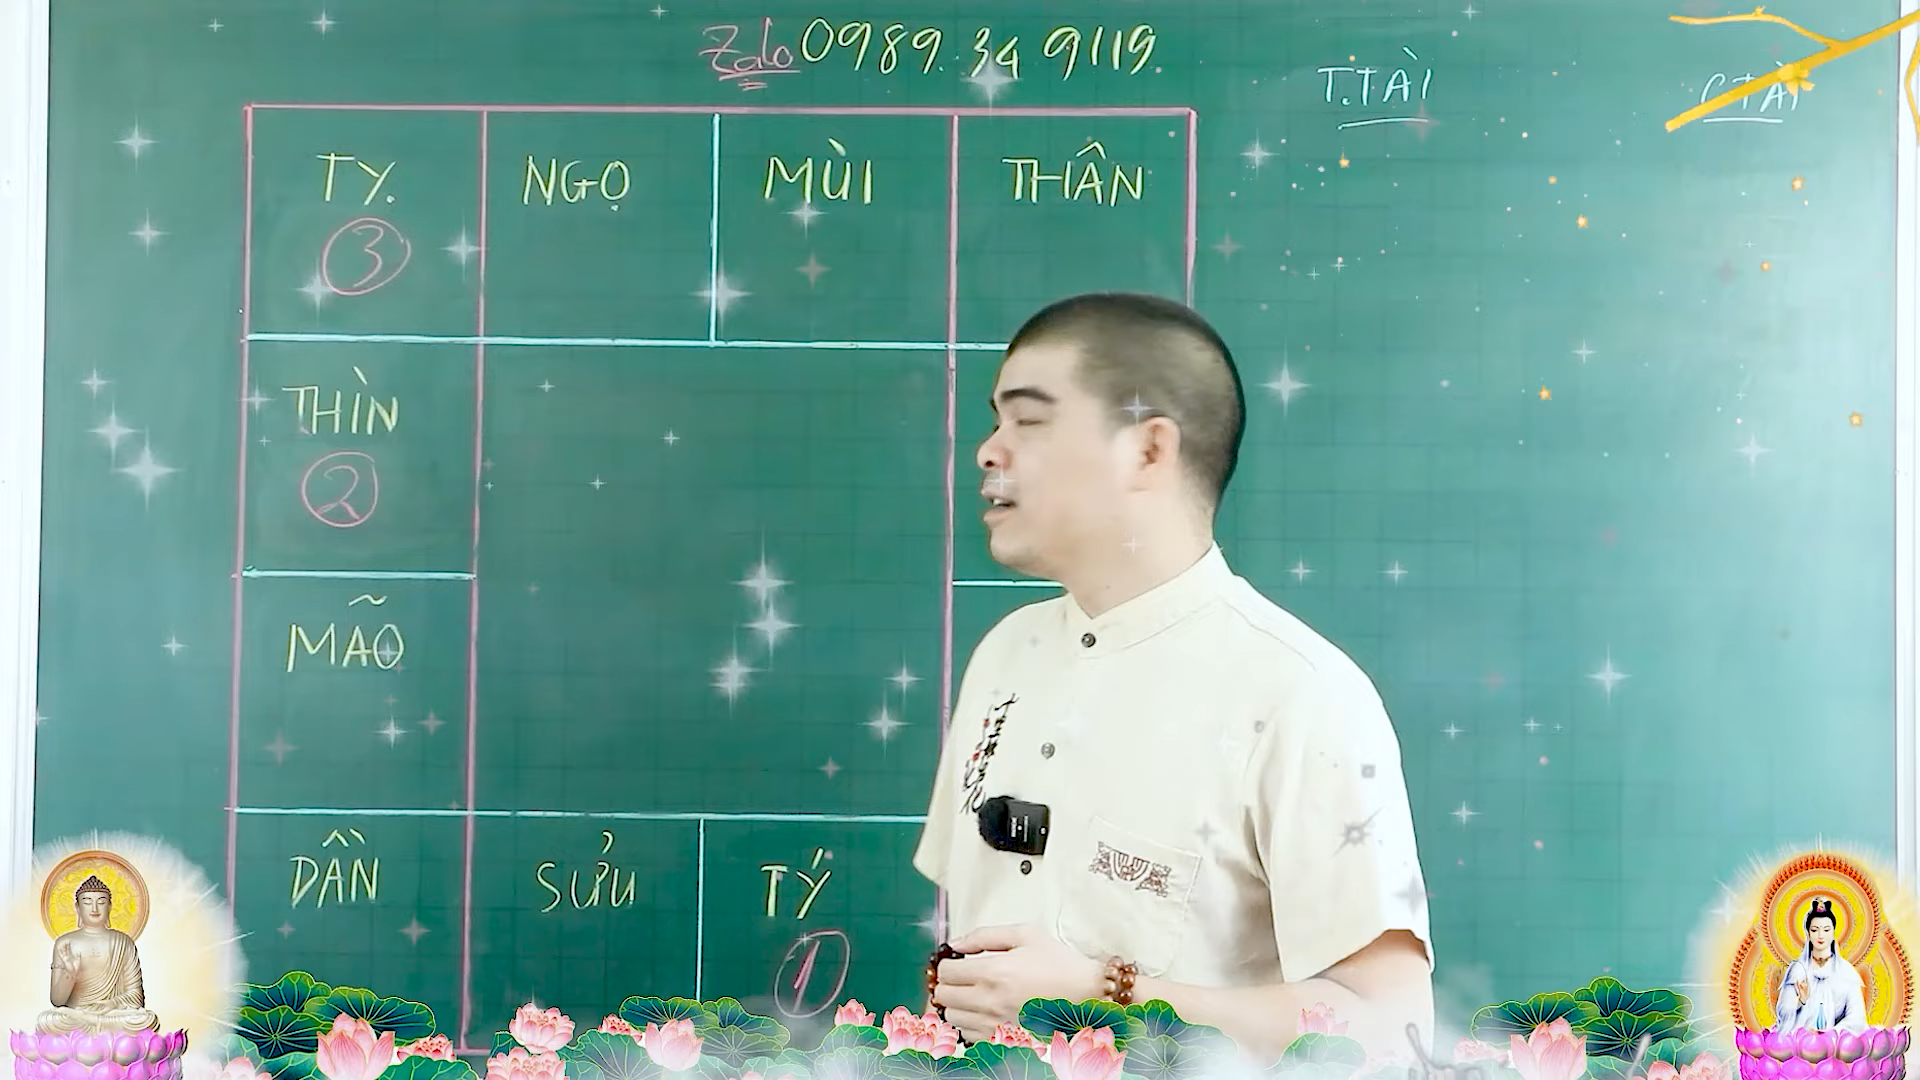 Zalo 0989.34 9119
T.TÀI
C.TÀI
TỴ
NGỌ
MÙI
THÂN
3
THÌN
2
MÃO
DẦN
SỬU
TÝ
1